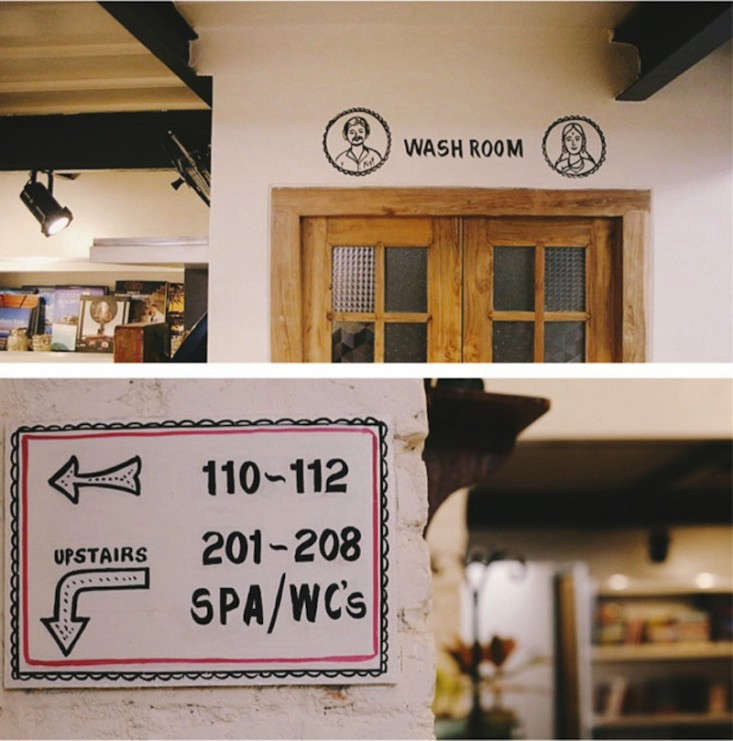 WASH ROOM
110~112
201~208
UPSTAIRS
SPA/WC's